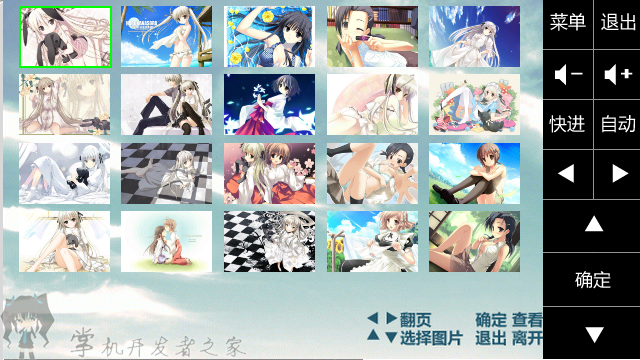 菜单 退出
快进 自动
确定
翻页 确定 查看
选择图片 退出 离开
掌机开发者之家